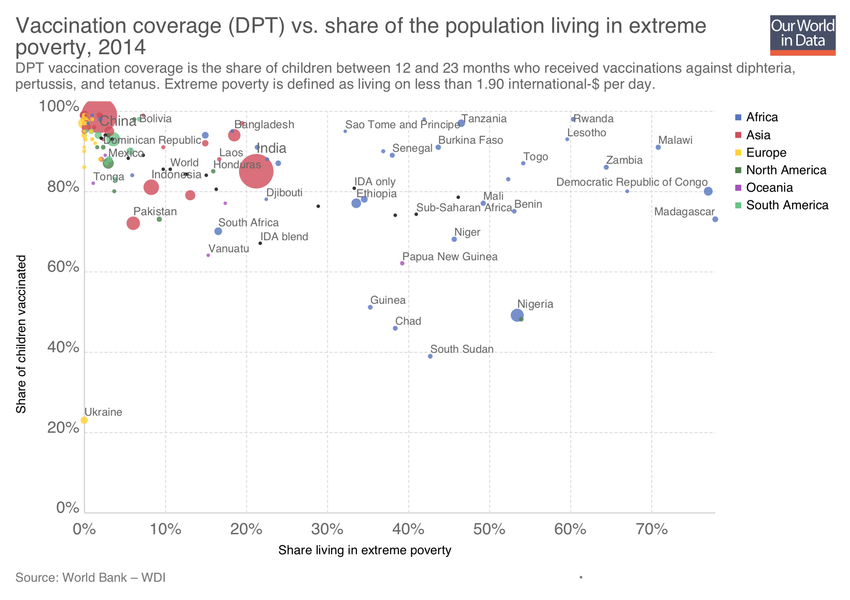 Vaccination coverage (DPT) vs. share of the population living in extreme
poverty, 2014
Our World
in Data
DPT vaccination coverage is the share of children between 12 and 23 months who received vaccinations against diphteria,
pertussis, and tetanus. Extreme poverty is defined as living on less than 1.90 international-$ per day.
100%
China
Bolivia
Bangladesh
Sao Tome and Principe
Tanzania
Rwanda
Africa
Asia
Europe
North America
Oceania
South America
Dominican Republic
India
Burkina Faso
Lesotho
Malawi
Mexico
World
Laos
Honduras
Senegal
Togo
Zambia
Tonga
Indonesia
IDA only
Democratic Republic of Congo
80%
Djibouti
Ethiopia
Mali
Pakistan
Sub-Saharan Africa
Benin
Madagascar
South Africa
IDA blend
Niger
Vanuatu
Papua New Guinea
60%
Guinea
Nigeria
Chad
South Sudan
40%
Ukraine
20%
0%
Share of children vaccinated
0%
10%
20%
30%
40%
50%
60%
70%
Share living in extreme poverty
Source: World Bank – WDI